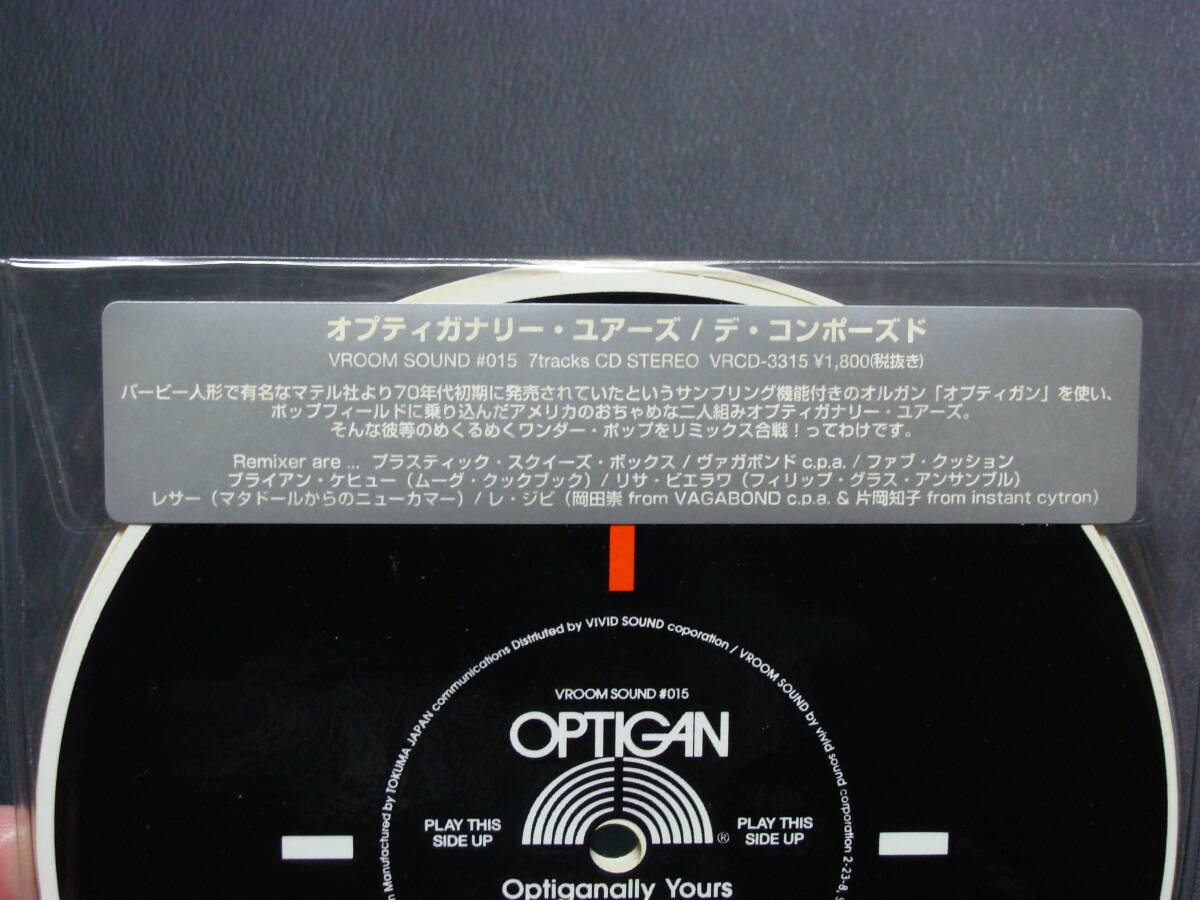 オプティガナリー・ユアーズ / デ・コンポーズド
VROOM SOUND #015 7tracks CD STEREO VRCD-3315 ¥1,800(税抜き)
バービー人形で有名なマテル社より70年代初期に発売されていたというサンプリング機能付きのオルガン「オプティガン」を使い、
ポップフィールドに乗り込んだアメリカのおちゃめな二人組みオプティガナリー・ユアーズ。
そんな彼等のめくるめくワンダー・ポップをリミックス合戦！ってわけです。
Remixer are ... プラスティック・スクイーズ・ボックス / ヴァガボンド c.p.a. / ファブ・クッション
ブライアン・ケヒュー（ムーグ・クックブック）/ リサ・ビエラワ（フィリップ・グラス・アンサンブル）
レサー（マタドールからのニューカマー）/ レ・ジビ（岡田崇 from VAGABOND c.p.a. & 片岡知子 from instant cytron）
Manufactured by TOKUMA JAPAN communications Distriuted by VIVID SOUND coporation / VROOM SOUND by vivid sound corporation 2-23-8,
VROOM SOUND #015
OPTIGAN
PLAY THIS
SIDE UP
PLAY THIS
SIDE UP
®
Optiganally Yours